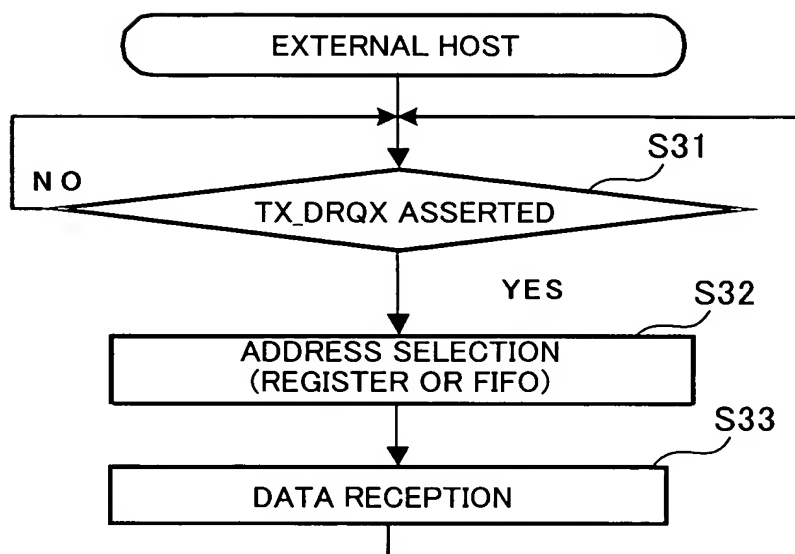 EXTERNAL HOST
S31
NO
TX_DRQX ASSERTED
YES
S32
ADDRESS SELECTION
(REGISTER OR FIFO)
S33
DATA RECEPTION